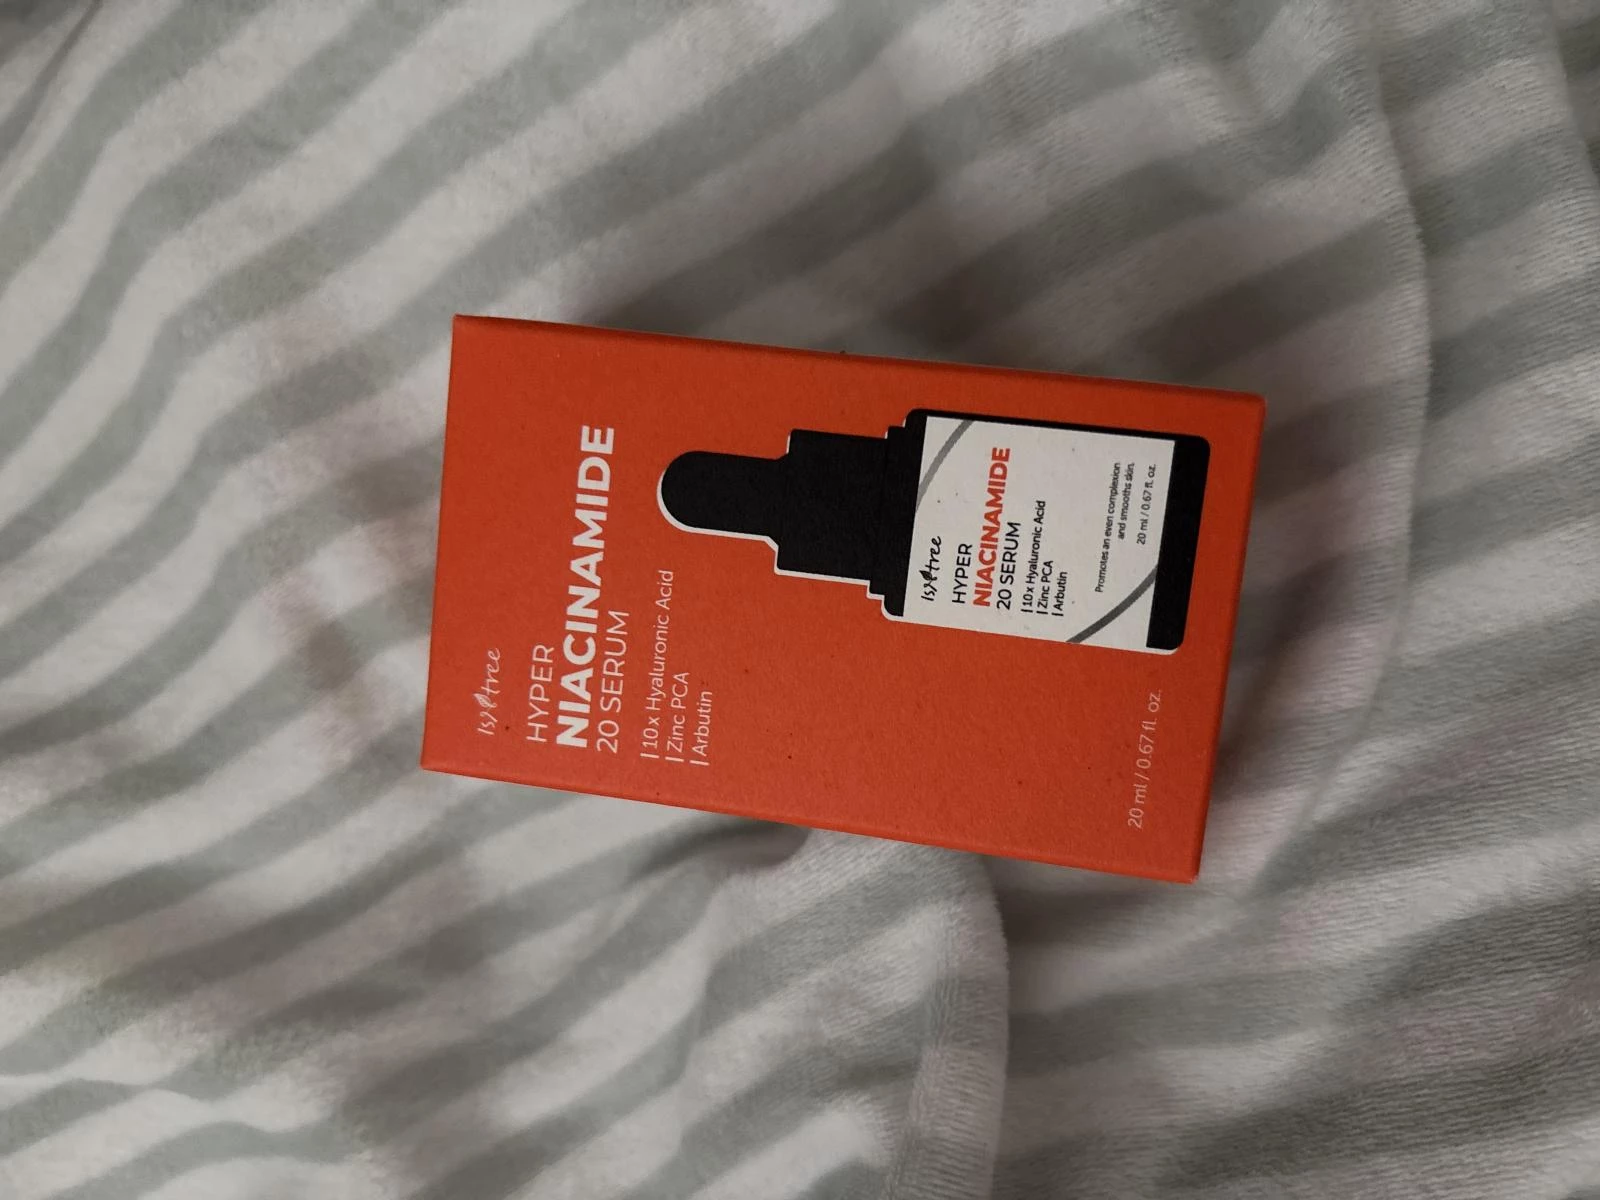 Isntree
HYPER
NIACINAMIDE
20 SERUM
| 10x Hyaluronic Acid
| Zinc PCA
| Arbutin
Isntree
HYPER
NIACINAMIDE
20 SERUM
| 10x Hyaluronic Acid
| Zinc PCA
| Arbutin
Promotes an even complexion
and smooths skin.
20 ml / 0.67 fl. oz.
20 ml / 0.67 fl. oz.